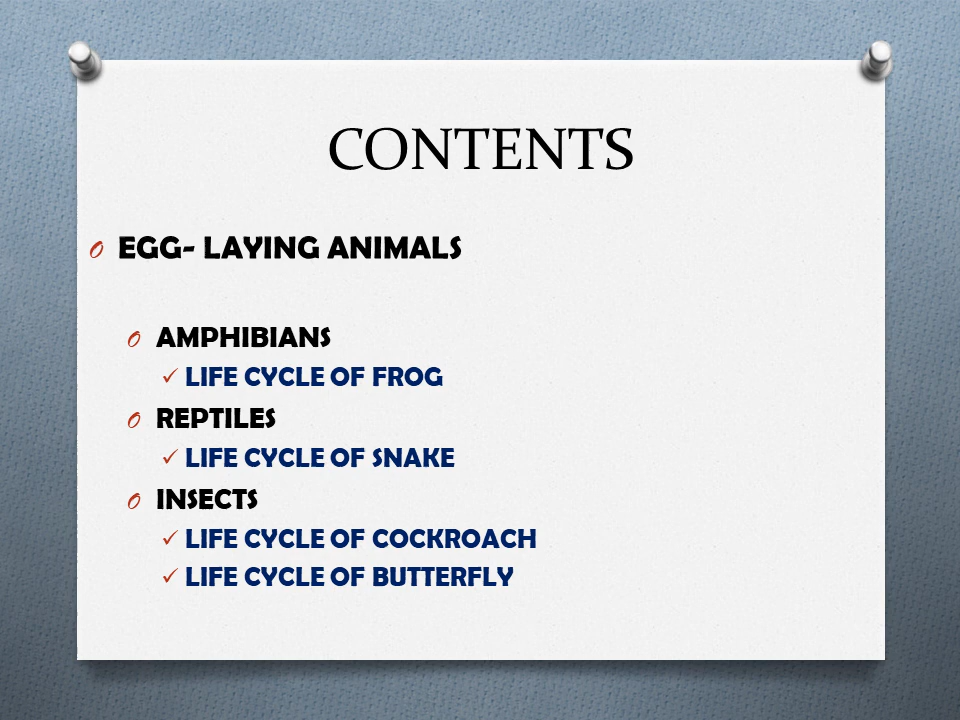 CONTENTS
EGG- LAYING ANIMALS
AMPHIBIANS
✓ LIFE CYCLE OF FROG
REPTILES
✓ LIFE CYCLE OF SNAKE
INSECTS
✓ LIFE CYCLE OF COCKROACH
✓ LIFE CYCLE OF BUTTERFLY